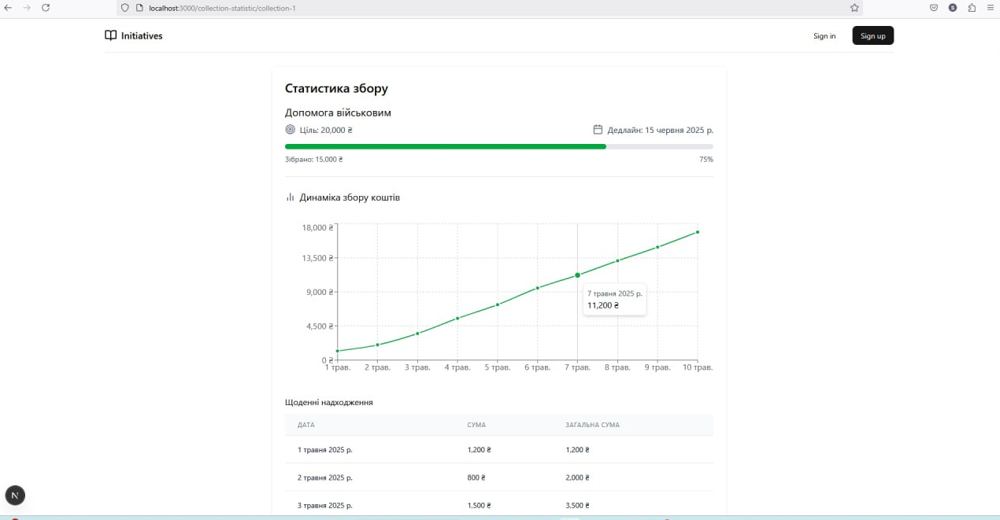 localhost:3000/collection-statistic/collection-1
S
Initiatives
Sign in
Sign up
Статистика збору
Допомога військовим
Ціль: 20,000 ₴
Дедлайн: 15 червня 2025 р.
Зібрано: 15,000 ₴
75%
Динаміка збору коштів
18,000 ₴
13,500 ₴
9,000 ₴
4,500 ₴
0 ₴
7 травня 2025 р.
11,200 ₴
1 трав. 2 трав. 3 трав. 4 трав. 5 трав. 6 трав. 7 трав. 8 трав. 9 трав. 10 трав.
Щоденні надходження
ДАТА СУМА ЗАГАЛЬНА СУМА
1 травня 2025 р. 1,200 ₴ 1,200 ₴
2 травня 2025 р. 800 ₴ 2,000 ₴
3 травня 2025 р. 1,500 ₴ 3,500 ₴
N